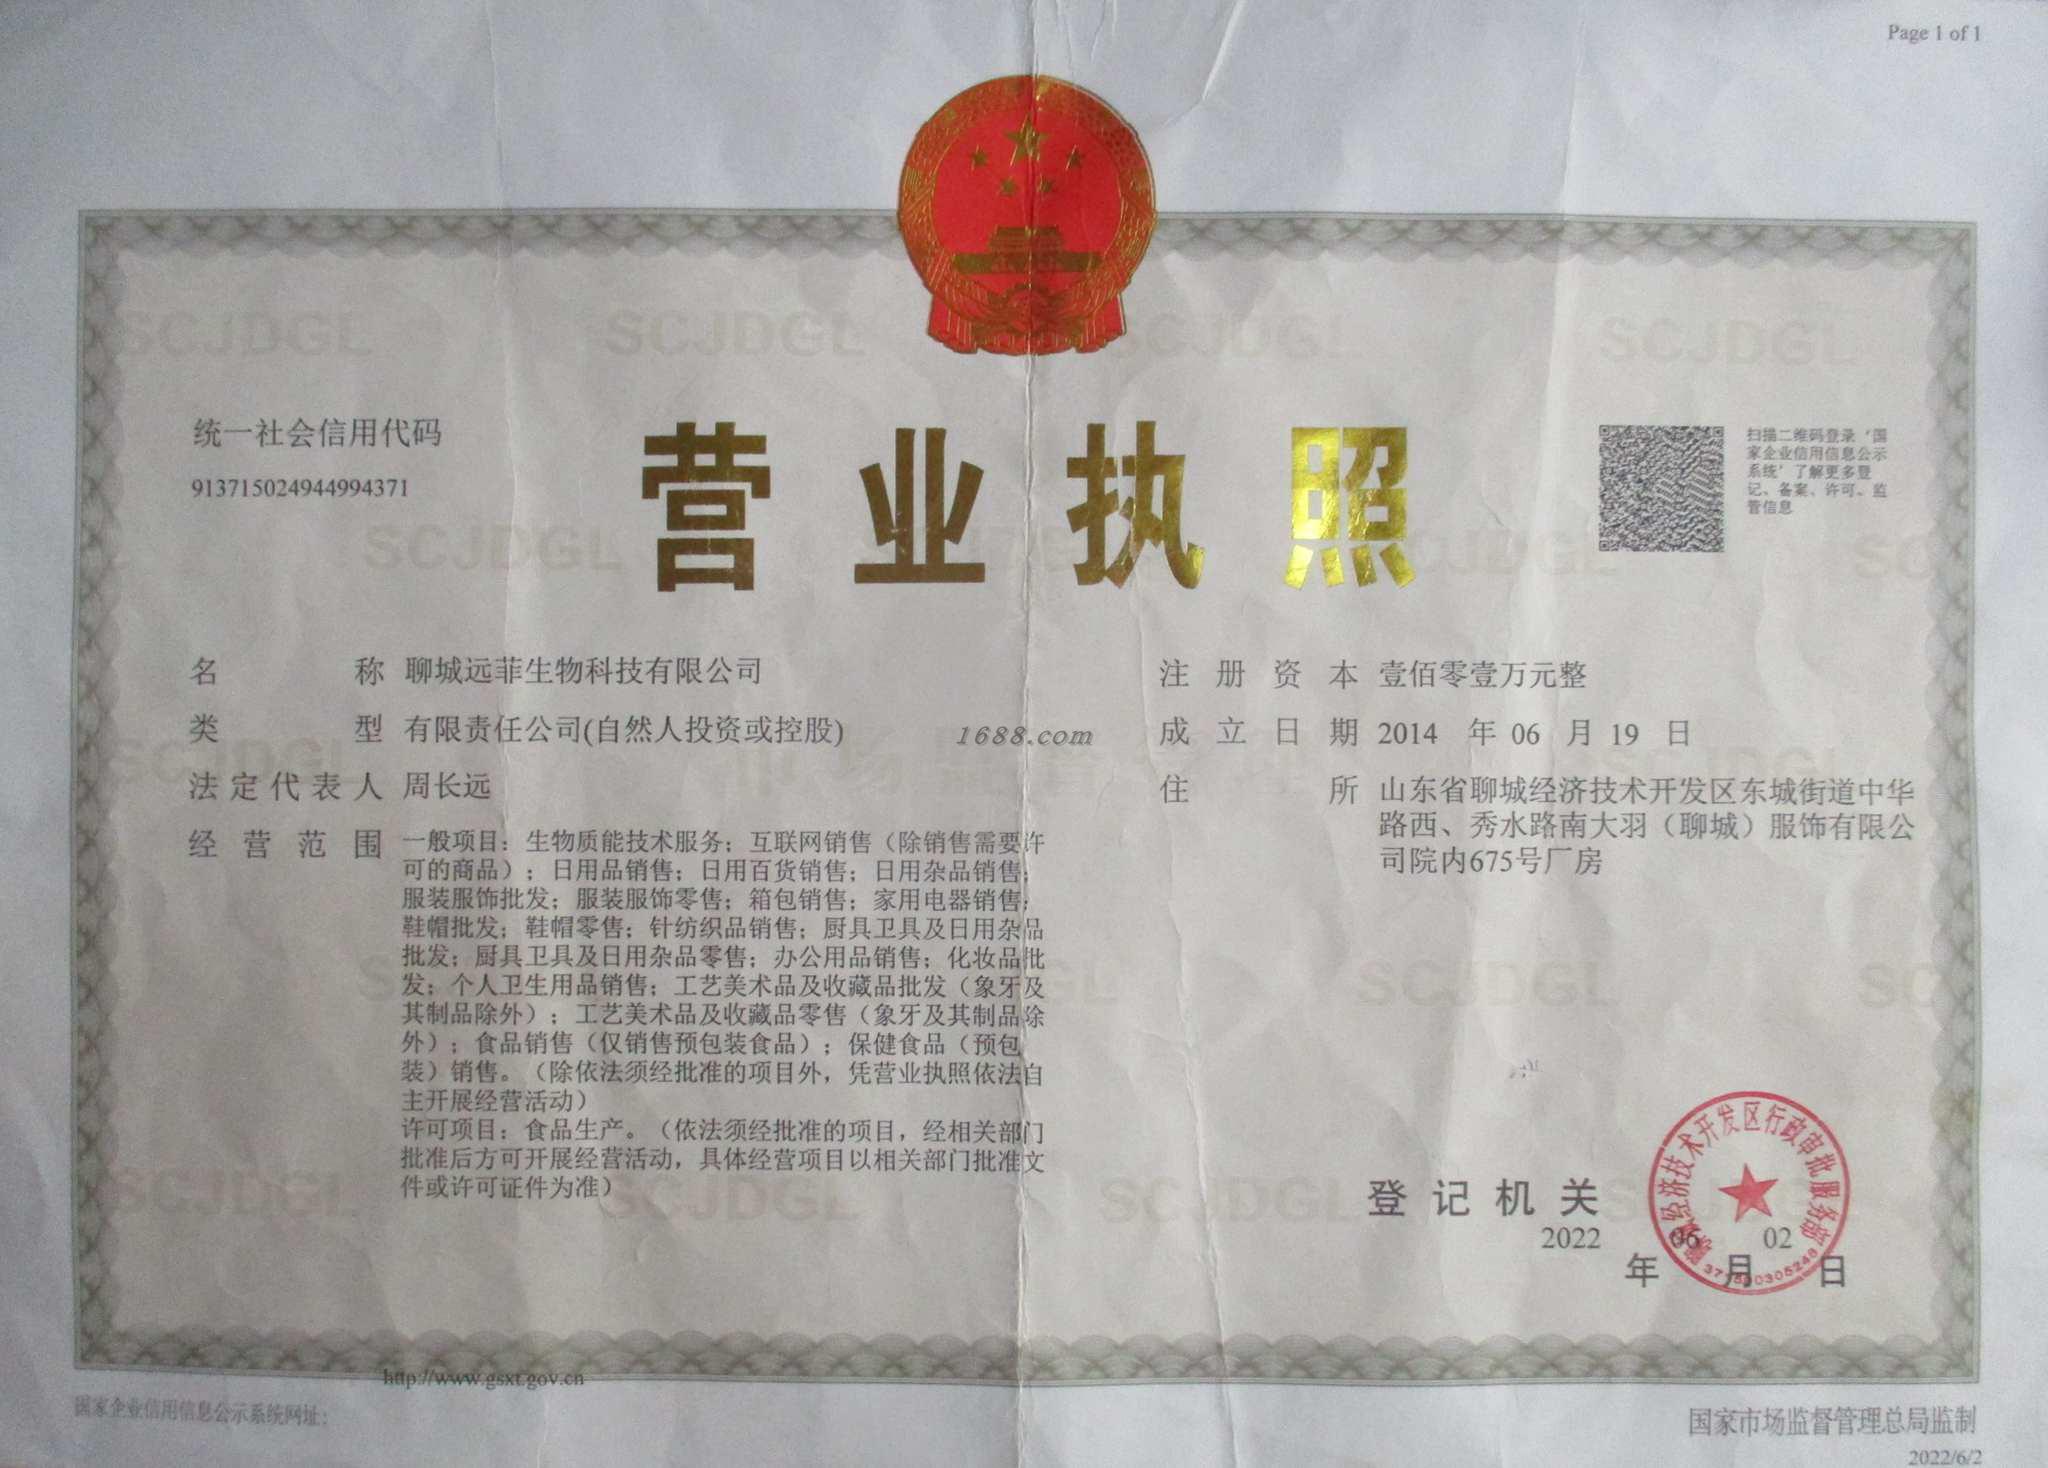 Page 1 of 1
统一社会信用代码
913715024944994371
营业执照
扫描二维码登录‘国
家企业信用信息公示
系统’了解更多登
记、备案、许可、监
管信息
名称 聊城远菲生物科技有限公司
类型 有限责任公司(自然人投资或控股)
法定代表人 周长远
经营范围 一般项目：生物质能技术服务；互联网销售（除销售需要许
可的商品）；日用品销售；日用百货销售；日用杂品销售；
服装服饰批发；服装服饰零售；箱包销售；家用电器销售；
鞋帽批发；鞋帽零售；针纺织品销售；厨具卫具及日用杂品
批发；厨具卫具及日用杂品零售；办公用品销售；化妆品批
发；个人卫生用品销售；工艺美术品及收藏品批发（象牙及
其制品除外）；工艺美术品及收藏品零售（象牙及其制品除
外）；食品销售（仅销售预包装食品）；保健食品（预包
装）销售。（除依法须经批准的项目外，凭营业执照依法自
主开展经营活动）
许可项目：食品生产。（依法须经批准的项目，经相关部门
批准后方可开展经营活动，具体经营项目以相关部门批准文
件或许可证件为准）
1688.com
注册资本 壹佰零壹万元整
成立日期 2014 年 06 月 19 日
住所 山东省聊城经济技术开发区东城街道中华
路西、秀水路南大羽（聊城）服饰有限公
司院内675号厂房
登记机关
2022 年 06 月 02 日
经济技术开发区行政审批服务部
http://www.gsxt.gov.cn
国家企业信用信息公示系统网址：
国家市场监督管理总局监制
2022/6/2
SCJDGL SCJDGL SCJDGL SCJDGL